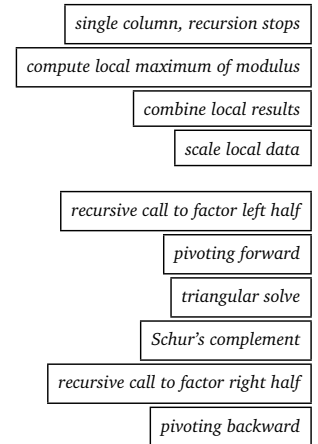 single column, recursion stops
compute local maximum of modulus
combine local results
scale local data
recursive call to factor left half
pivoting forward
triangular solve
Schur's complement
recursive call to factor right half
pivoting backward